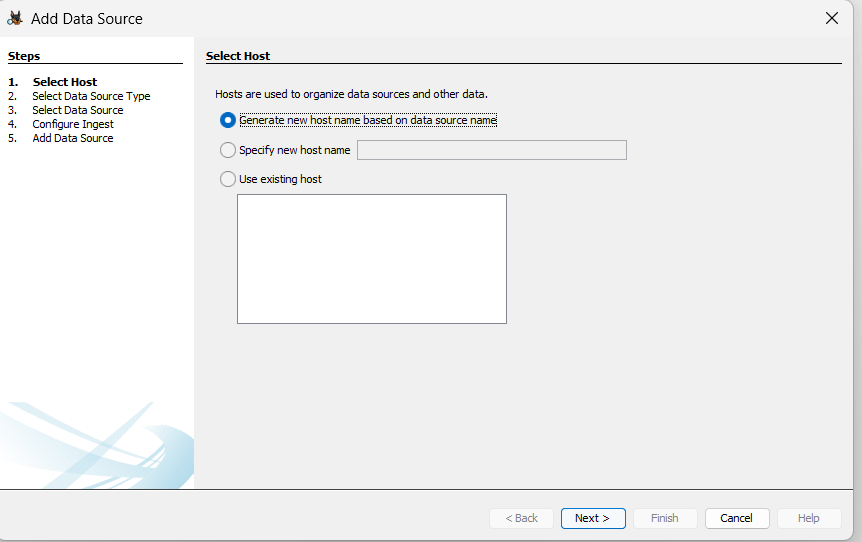 Add Data Source
Steps
1. Select Host
2. Select Data Source Type
3. Select Data Source
4. Configure Ingest
5. Add Data Source
Select Host
Hosts are used to organize data sources and other data.
Generate new host name based on data source name
Specify new host name
Use existing host
< Back
Next >
Finish
Cancel
Help